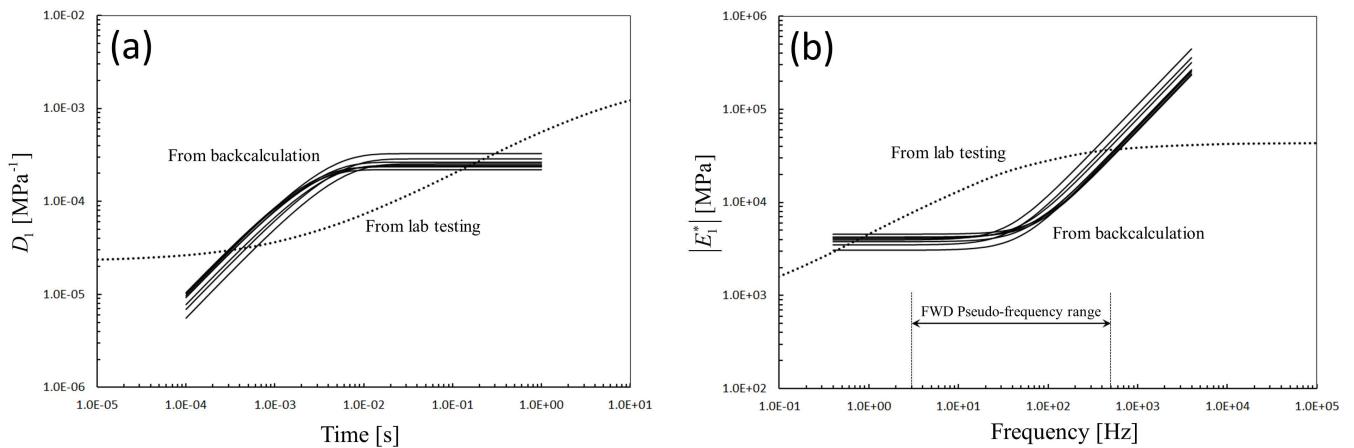 (a)
1.0E-02
1.0E-03
1.0E-04
1.0E-05
1.0E-06
D₁ [MPa⁻¹]
From backcalculation
From lab testing
1.0E-05 1.0E-04 1.0E-03 1.0E-02 1.0E-01 1.0E+00 1.0E+01
Time [s]
(b)
1.0E+06
1.0E+05
1.0E+04
1.0E+03
1.0E+02
|E₁*| [MPa]
From lab testing
From backcalculation
FWD Pseudo-frequency range
1.0E-01 1.0E+00 1.0E+01 1.0E+02 1.0E+03 1.0E+04 1.0E+05
Frequency [Hz]